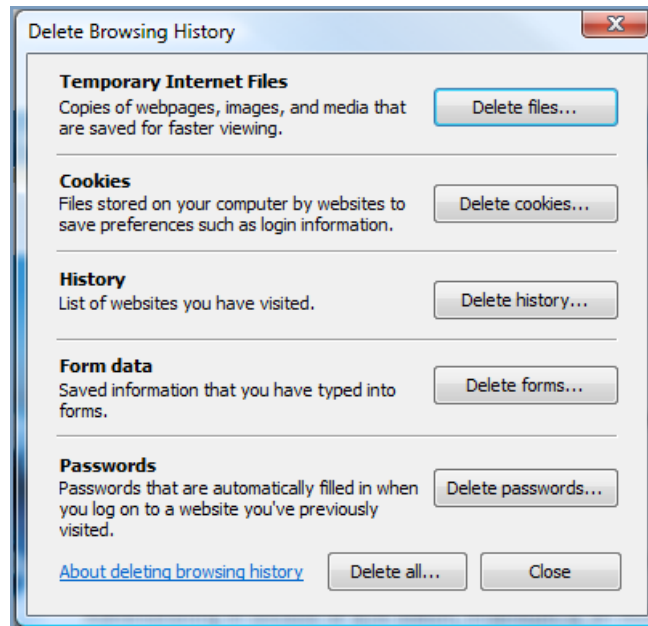 Delete Browsing History
Temporary Internet Files
Copies of webpages, images, and media that
are saved for faster viewing.
Delete files...
Cookies
Files stored on your computer by websites to
save preferences such as login information.
Delete cookies...
History
List of websites you have visited.
Delete history...
Form data
Saved information that you have typed into
forms.
Delete forms...
Passwords
Passwords that are automatically filled in when
you log on to a website you've previously
visited.
Delete passwords...
About deleting browsing history
Delete all...
Close